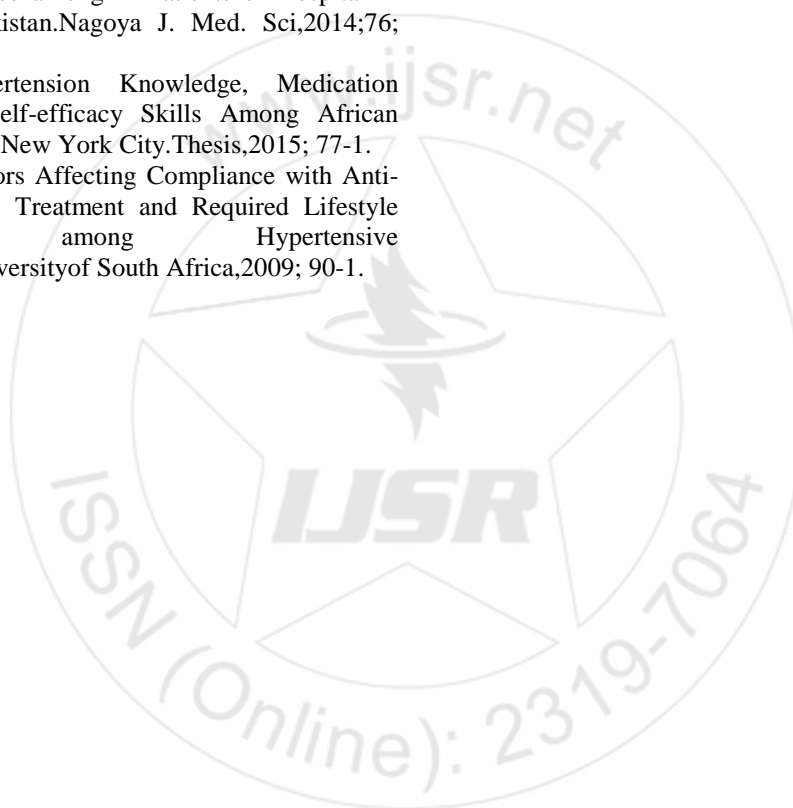 kistan.Nagoya J. Med. Sci,2014;76;
ertension Knowledge, Medication
elf-efficacy Skills Among African
New York City.Thesis,2015; 77-1.
ors Affecting Compliance with Anti-
Treatment and Required Lifestyle
among Hypertensive
versityof South Africa,2009; 90-1.
www.ijsr.net
IJSR
ISSN (Online): 2319-7064